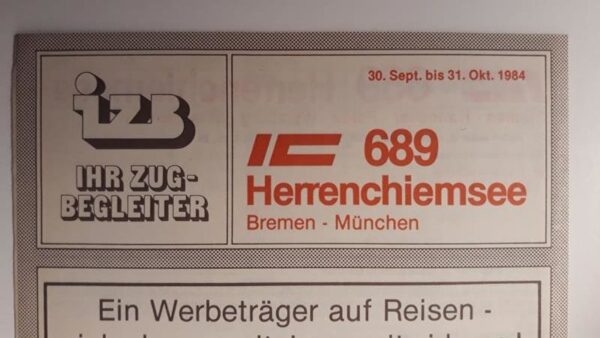 izb
IHR ZUG-
BEGLEITER
30. Sept. bis 31. Okt. 1984
IC 689
Herrenchiemsee
Bremen - München
Ein Werbeträger auf Reisen -